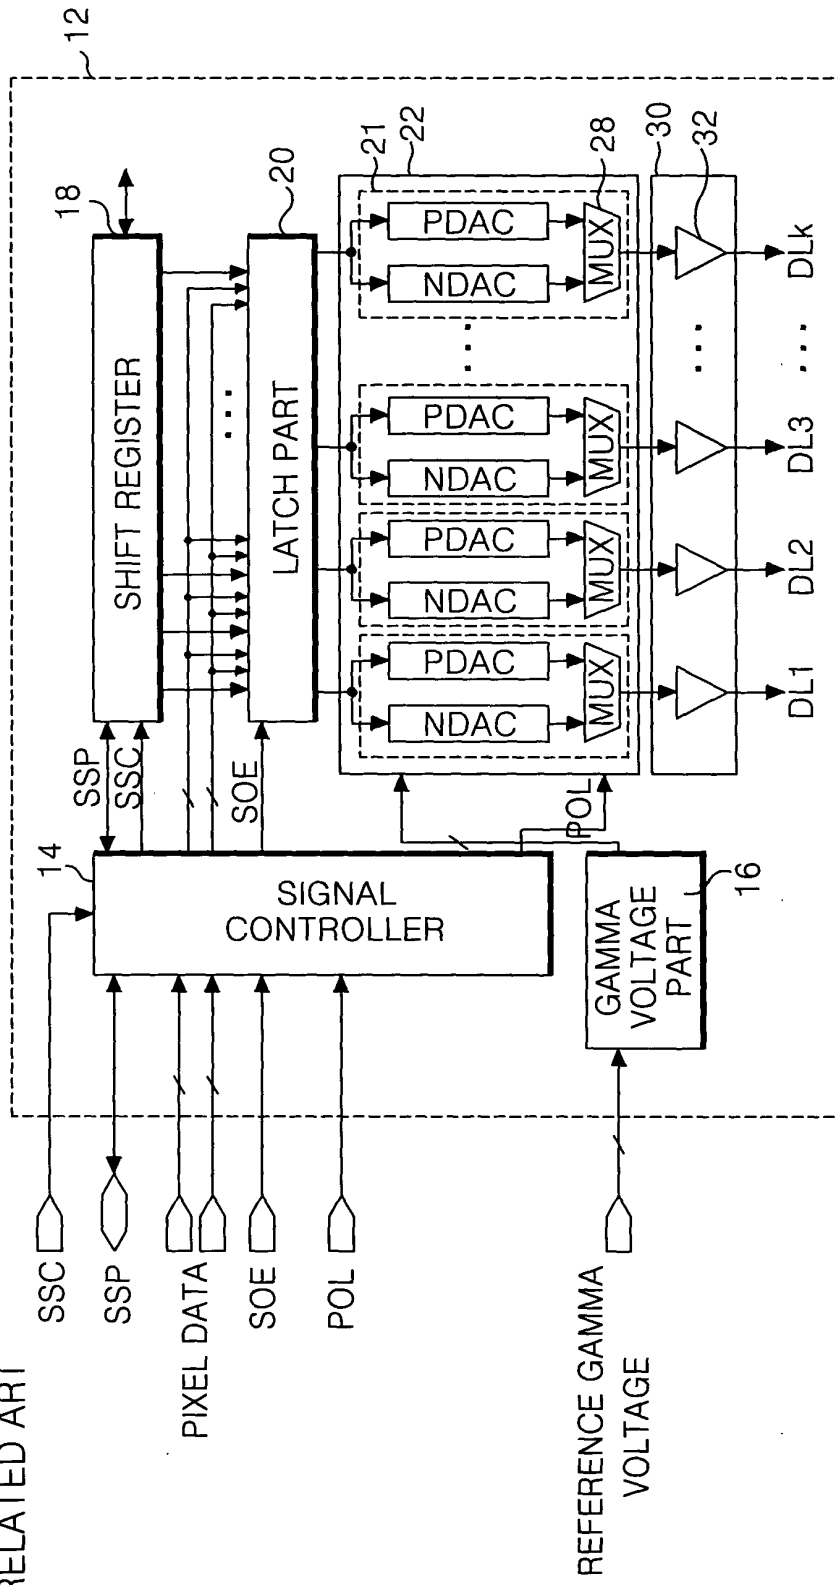 RELATED ART
12
18
SHIFT REGISTER
SSP
SSC
14
SIGNAL
CONTROLLER
SSC
SSP
PIXEL DATA
SOE
POL
SOE
20
LATCH PART
...
21
22
NDAC
PDAC
NDAC
PDAC
NDAC
PDAC
...
NDAC
PDAC
MUX
MUX
MUX
MUX
28
POL
30
32
...
DL1
DL2
DL3
...
DLk
GAMMA
VOLTAGE
PART
16
REFERENCE GAMMA
VOLTAGE